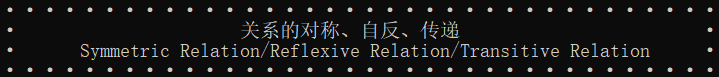 关系的对称、自反、传递
Symmetric Relation/Reflexive Relation/Transitive Relation